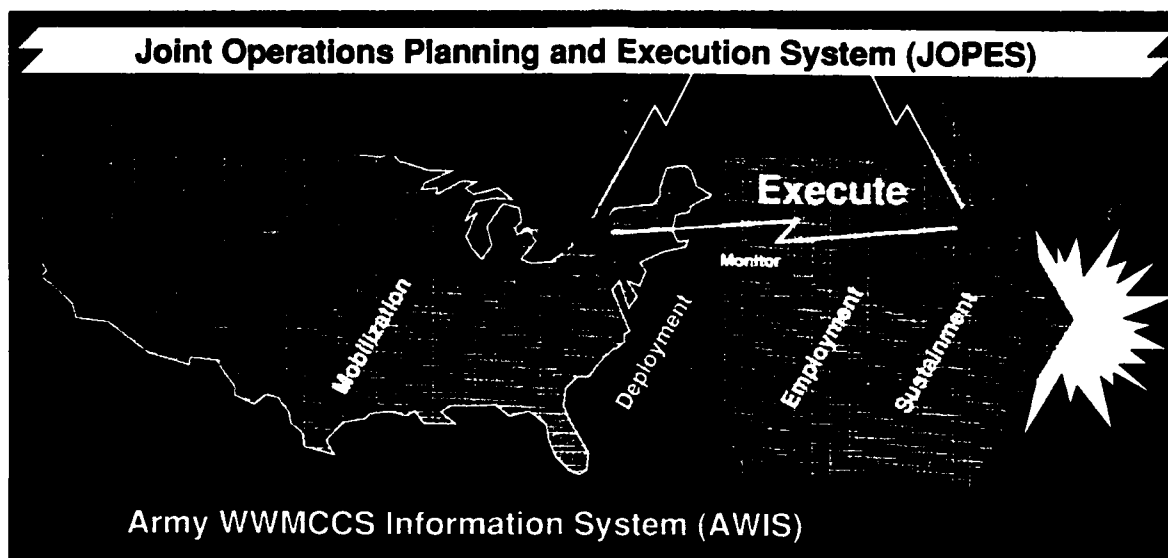 Joint Operations Planning and Execution System (JOPES)
Execute
Monitor
Mobilization
Deployment
Employment
Sustainment
Army WWMCCS Information System (AWIS)